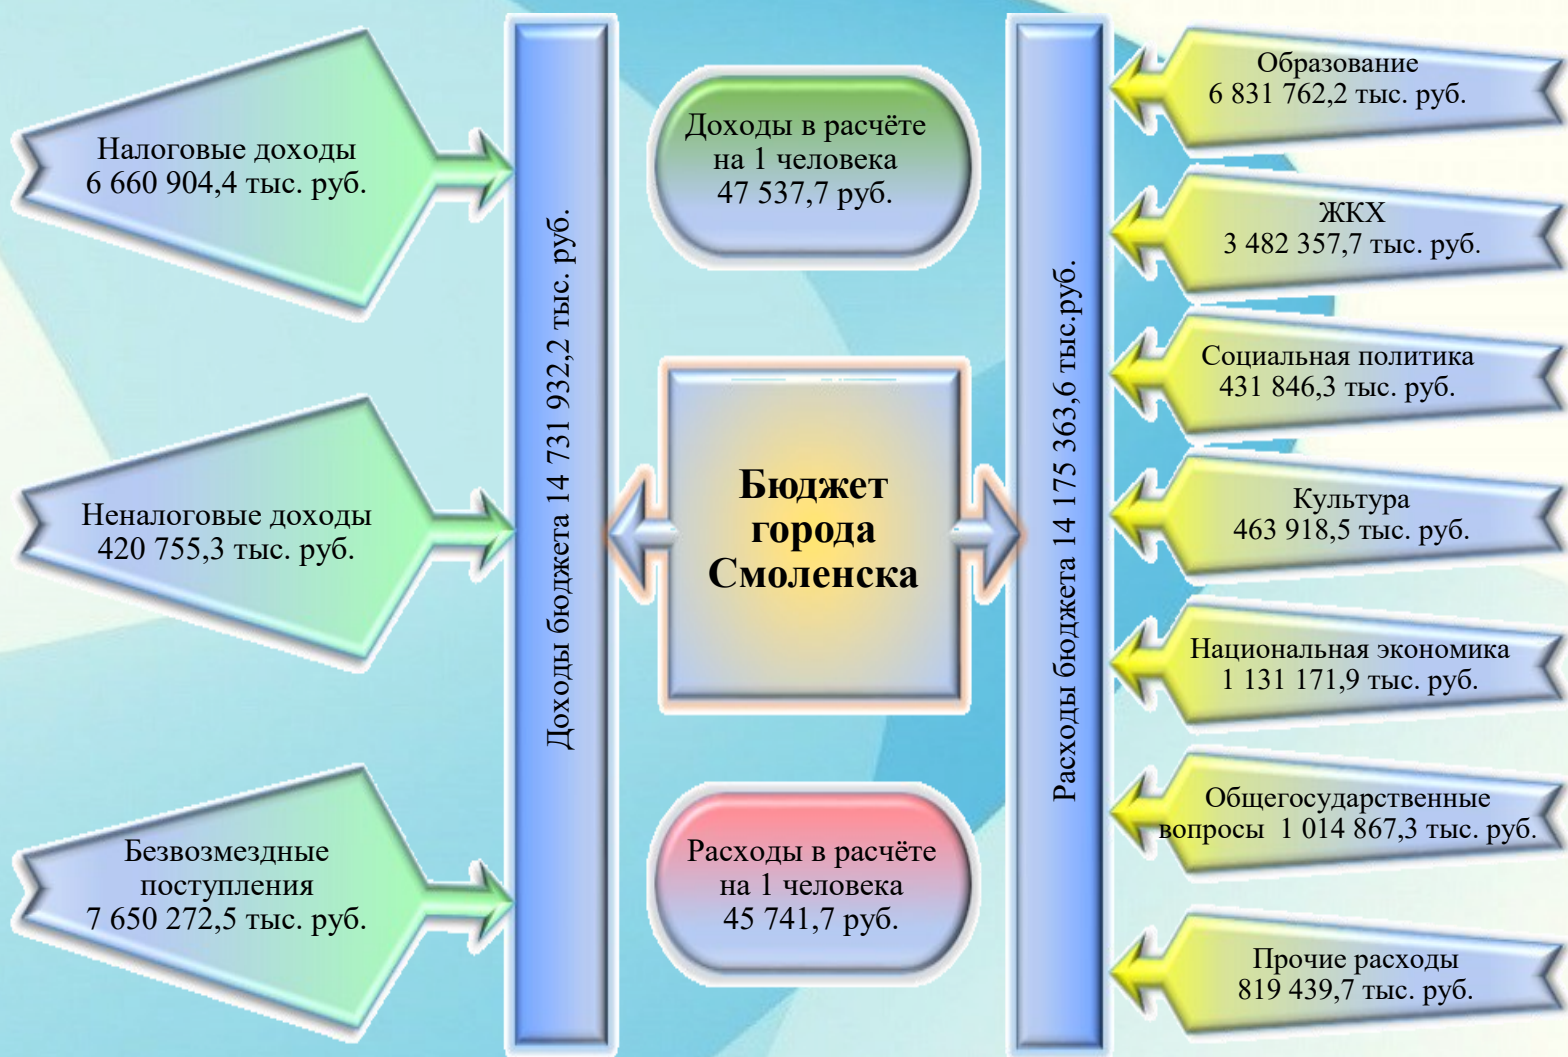 Налоговые доходы
6 660 904,4 тыс. руб.
Неналоговые доходы
420 755,3 тыс. руб.
Безвозмездные
поступления
7 650 272,5 тыс. руб.
Доходы бюджета 14 731 932,2 тыс. руб.
Доходы в расчёте
на 1 человека
47 537,7 руб.
Бюджет
города
Смоленска
Расходы в расчёте
на 1 человека
45 741,7 руб.
Расходы бюджета 14 175 363,6 тыс.руб.
Образование
6 831 762,2 тыс. руб.
ЖКХ
3 482 357,7 тыс. руб.
Социальная политика
431 846,3 тыс. руб.
Культура
463 918,5 тыс. руб.
Национальная экономика
1 131 171,9 тыс. руб.
Общегосударственные
вопросы 1 014 867,3 тыс. руб.
Прочие расходы
819 439,7 тыс. руб.